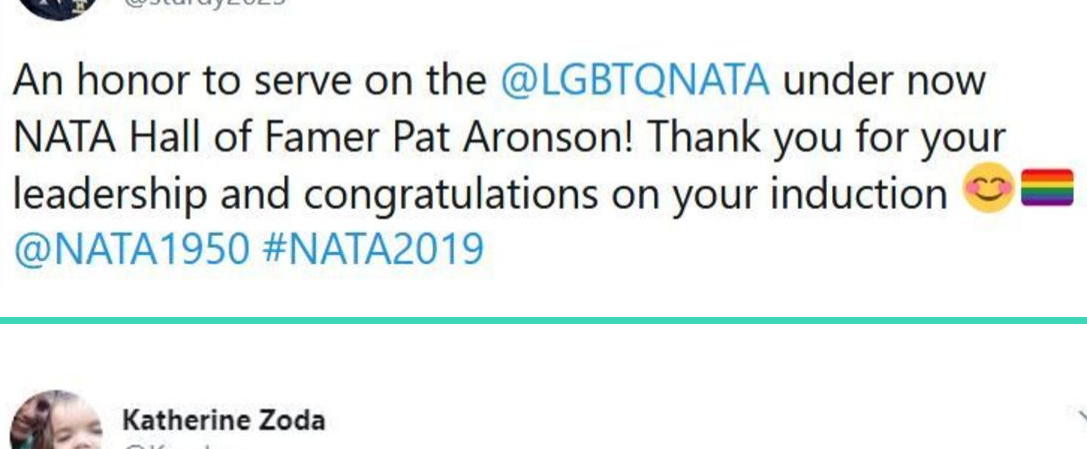 An honor to serve on the @LGBTQNATA under now
NATA Hall of Famer Pat Aronson! Thank you for your
leadership and congratulations on your induction 😊🏳️‍🌈
@NATA1950 #NATA2019
Katherine Zoda